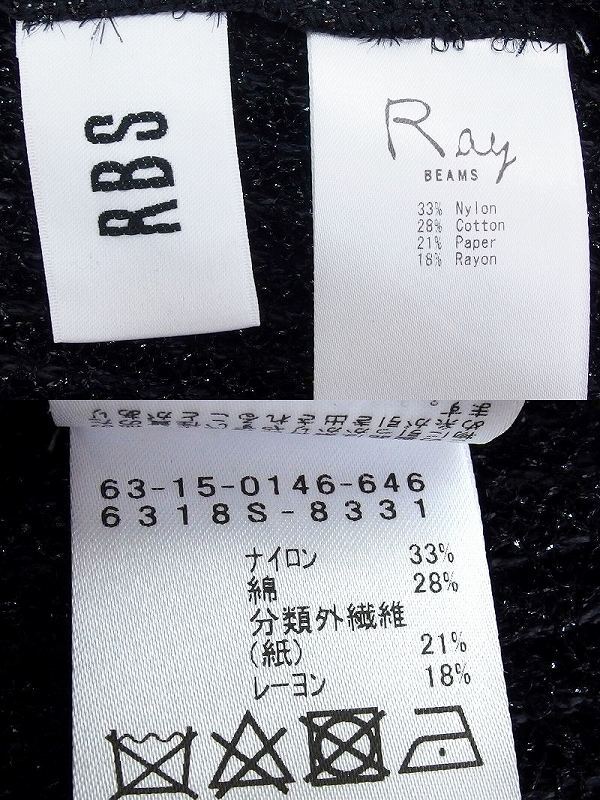 RBS
Ray
BEAMS
33% Nylon
28% Cotton
21% Paper
18% Rayon
63-15-0146-646
6318S-8331
ナイロン 33%
綿 28%
分類外繊維
(紙) 21%
レーヨン 18%